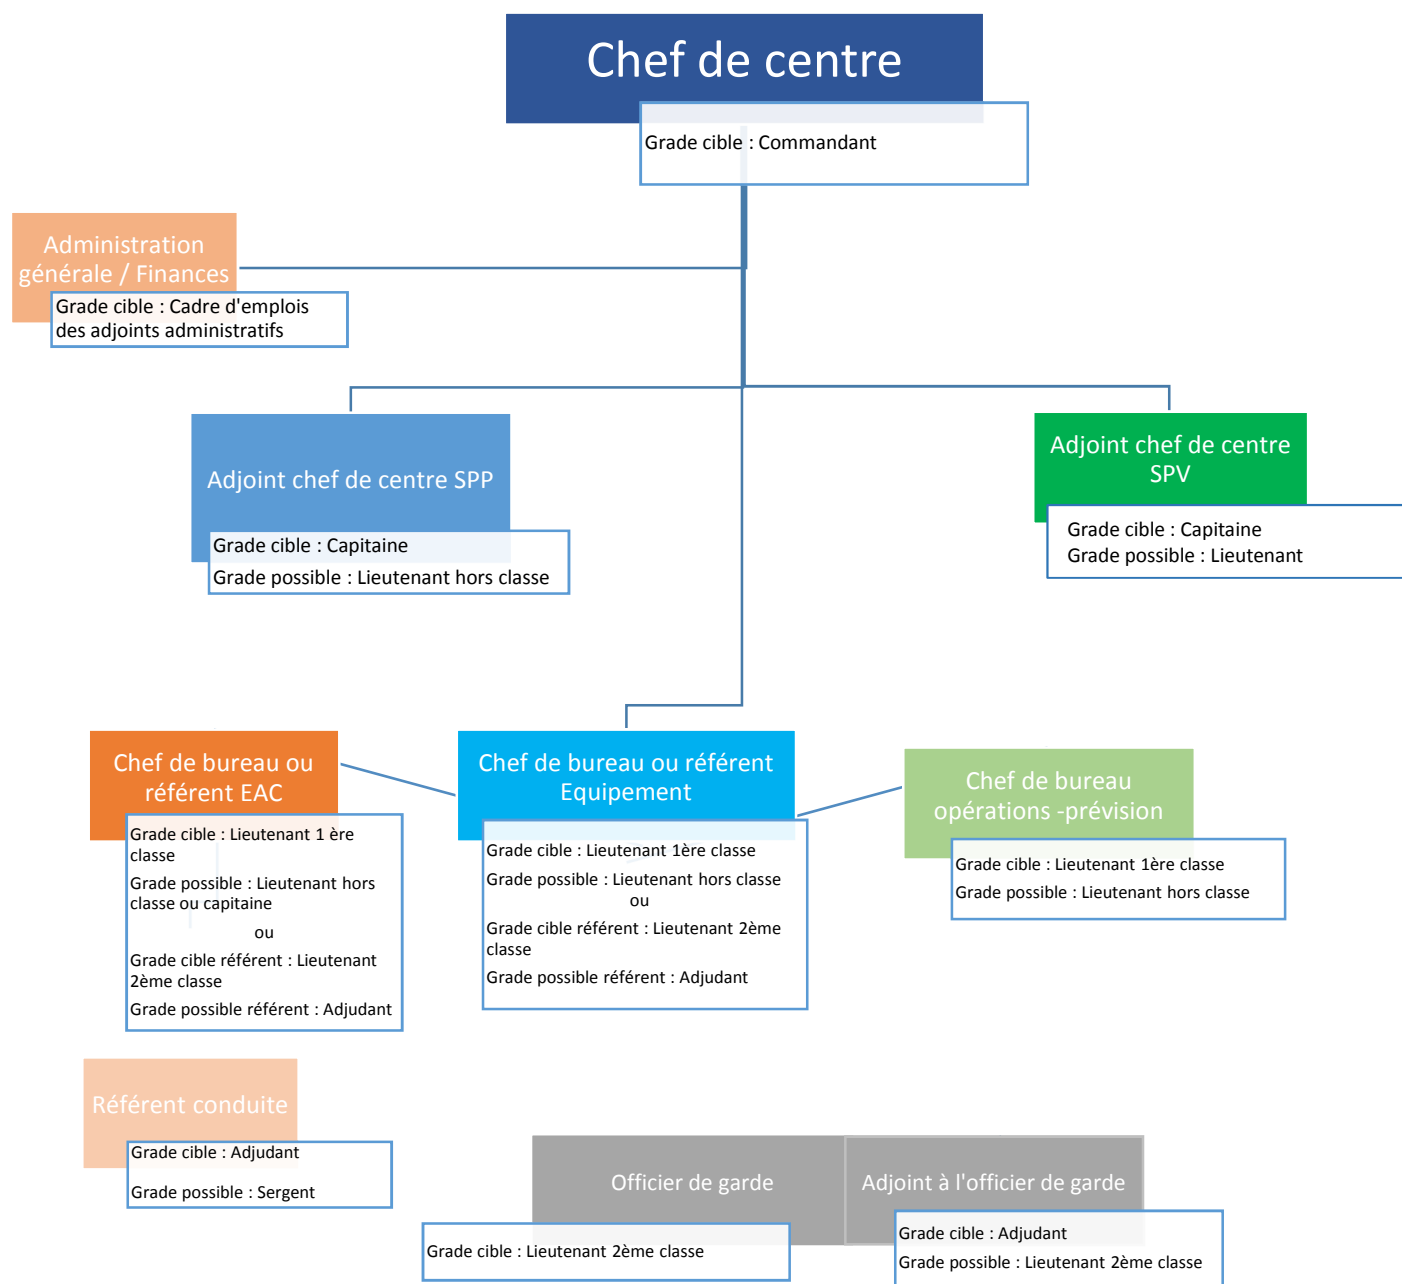 Chef de centre
Grade cible : Commandant
Administration
générale / Finances
Grade cible : Cadre d'emplois
des adjoints administratifs
Adjoint chef de centre SPP
Grade cible : Capitaine
Grade possible : Lieutenant hors classe
Adjoint chef de centre
SPV
Grade cible : Capitaine
Grade possible : Lieutenant
Chef de bureau ou
référent EAC
Grade cible : Lieutenant 1 ère
classe
Grade possible : Lieutenant hors
classe ou capitaine
ou
Grade cible référent : Lieutenant
2ème classe
Grade possible référent : Adjudant
Chef de bureau ou référent
Equipement
Grade cible : Lieutenant 1ère classe
Grade possible : Lieutenant hors classe
ou
Grade cible référent : Lieutenant 2ème
classe
Grade possible référent : Adjudant
Chef de bureau
opérations -prévision
Grade cible : Lieutenant 1ère classe
Grade possible : Lieutenant hors classe
Référent conduite
Grade cible : Adjudant
Grade possible : Sergent
Officier de garde
Grade cible : Lieutenant 2ème classe
Adjoint à l'officier de garde
Grade cible : Adjudant
Grade possible : Lieutenant 2ème classe